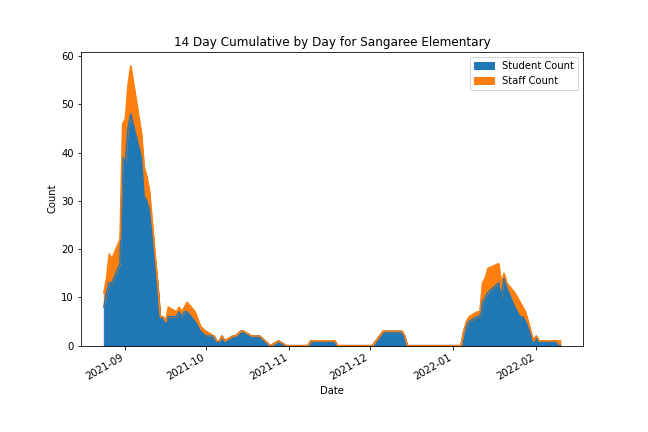 14 Day Cumulative by Day for Sangaree Elementary
Student Count
Staff Count
Count
60
50
40
30
20
10
0
2021-09
2021-10
2021-11
2021-12
2022-01
2022-02
Date